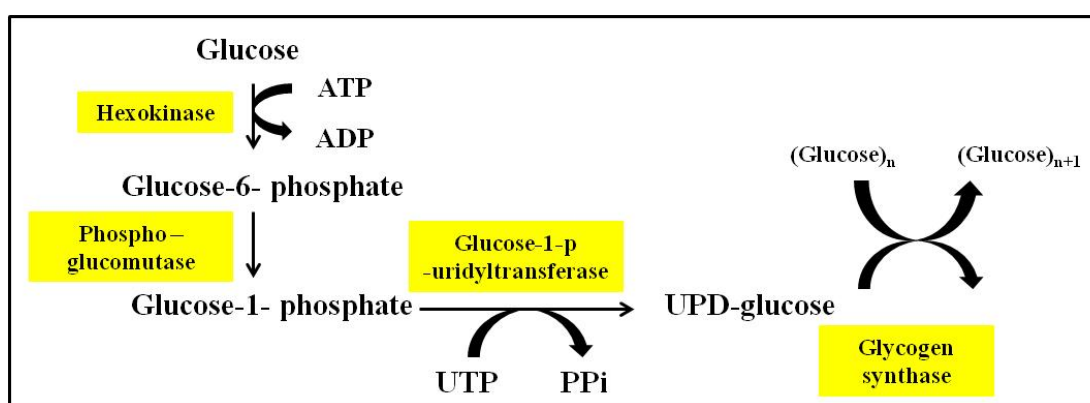 Glucose
Hexokinase
ATP
ADP
Glucose-6- phosphate
Phospho –
glucomutase
Glucose-1- phosphate
Glucose-1-p
-uridyltransferase
UTP
PPi
UPD-glucose
(Glucose)n
(Glucose)n+1
Glycogen
synthase